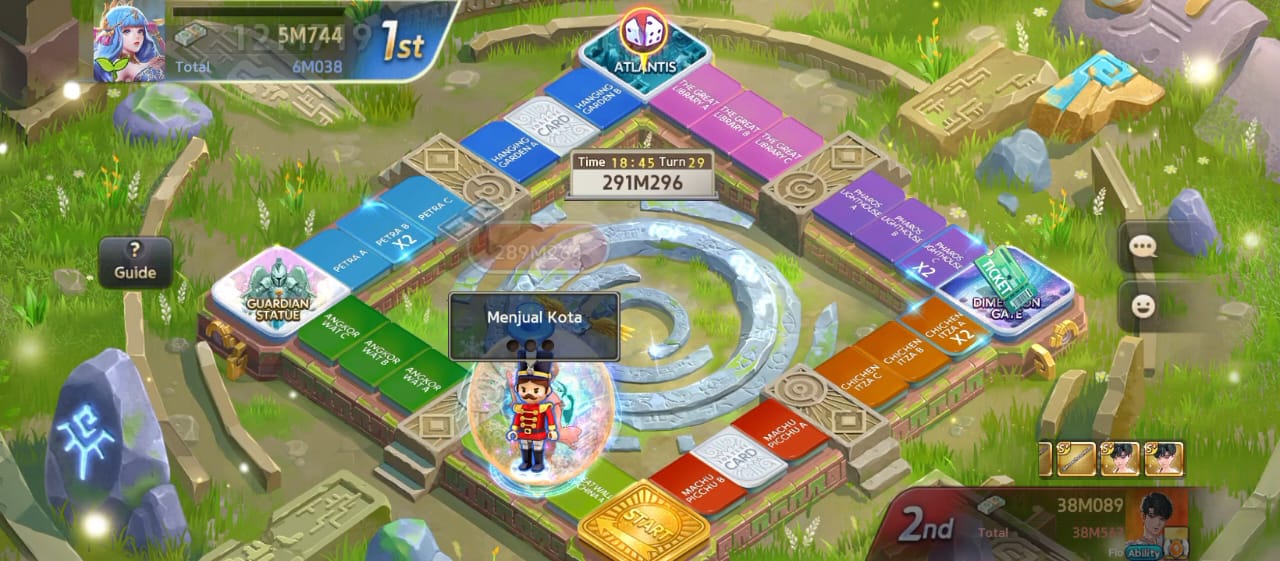 5M744
1st
Total
6M038
ATLANTIS
HANGING
GARDEN B
CARD
HANGING
GARDEN A
THE GREAT
LIBRARY A
THE GREAT
LIBRARY B
THE GREAT
LIBRARY C
Time 18:45 Turn 29
291M296
PETRA C
PETRA B
X2
PETRA A
PHAROS
LIGHTHOUSE
A
PHAROS
LIGHTHOUSE
B
PHAROS
LIGHTHOUSE
C
X2
?
Guide
GUARDIAN
STATUE
TICKET
DIMENSION
GATE
Menjual Kota
ANGKOR
WAT C
ANGKOR
WAT B
ANGKOR
WAT A
CHICHEN
ITZA A
X2
CHICHEN
ITZA B
CHICHEN
ITZA C
MACHU
PICCHU A
CARD
MACHU
PICCHU B
START
S+
S+
S+
2nd
38M089
Total
Ability